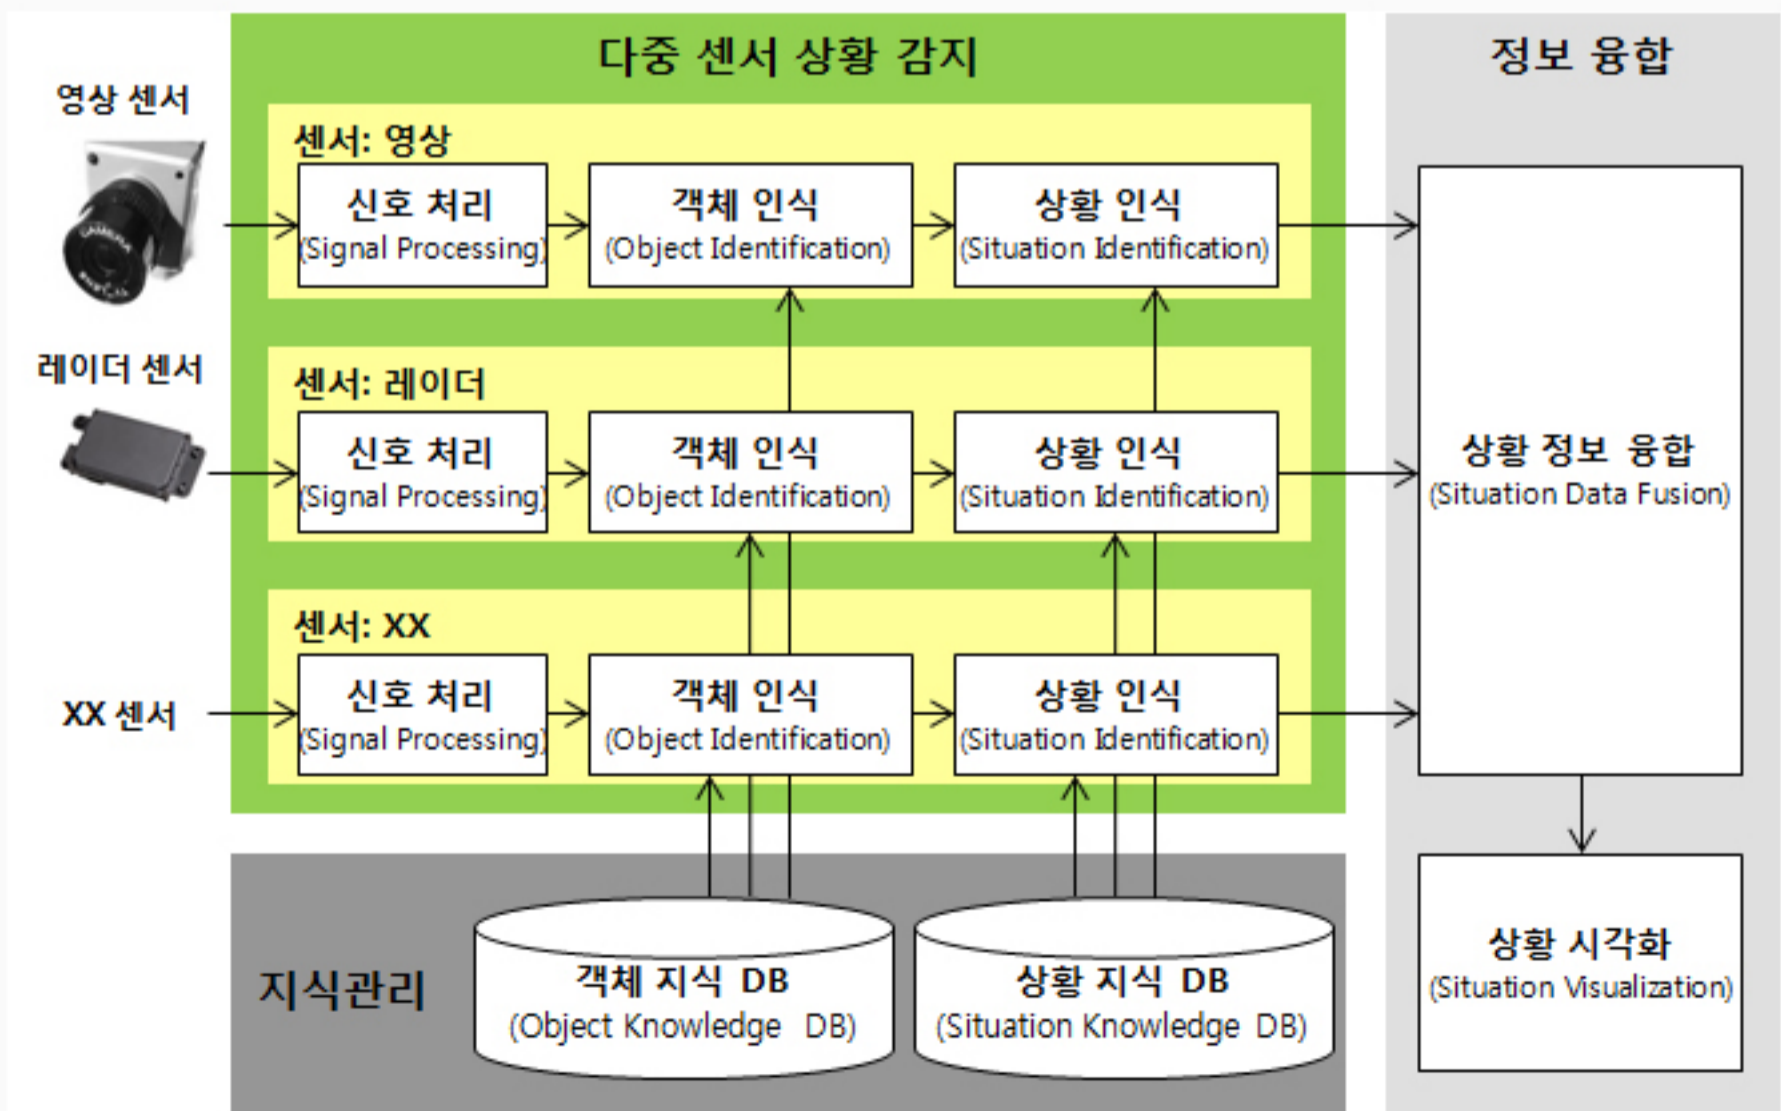 다중 센서 상황 감지
정보 융합
영상 센서
CAMERA
센서: 영상
신호 처리
(Signal Processing)
객체 인식
(Object Identification)
상황 인식
(Situation Identification)
레이더 센서
센서: 레이더
신호 처리
(Signal Processing)
객체 인식
(Object Identification)
상황 인식
(Situation Identification)
상황 정보 융합
(Situation Data Fusion)
센서: XX
XX 센서
신호 처리
(Signal Processing)
객체 인식
(Object Identification)
상황 인식
(Situation Identification)
지식관리
객체 지식 DB
(Object Knowledge DB)
상황 지식 DB
(Situation Knowledge DB)
상황 시각화
(Situation Visualization)